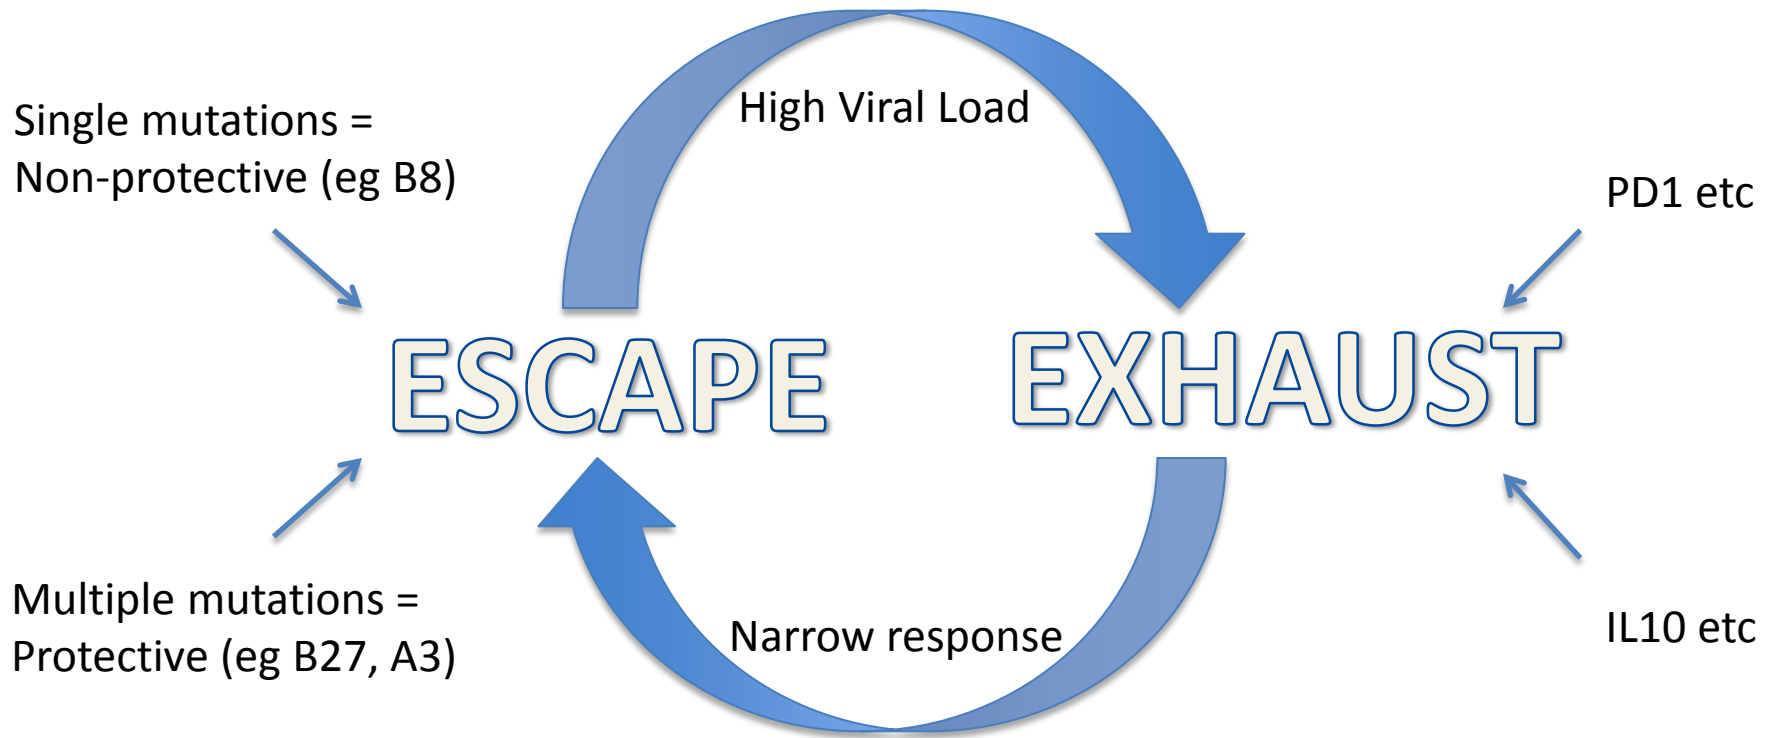 High Viral Load
Single mutations =
Non-protective (eg B8)
PD1 etc
ESCAPE
EXHAUST
Multiple mutations =
Protective (eg B27, A3)
Narrow response
IL10 etc